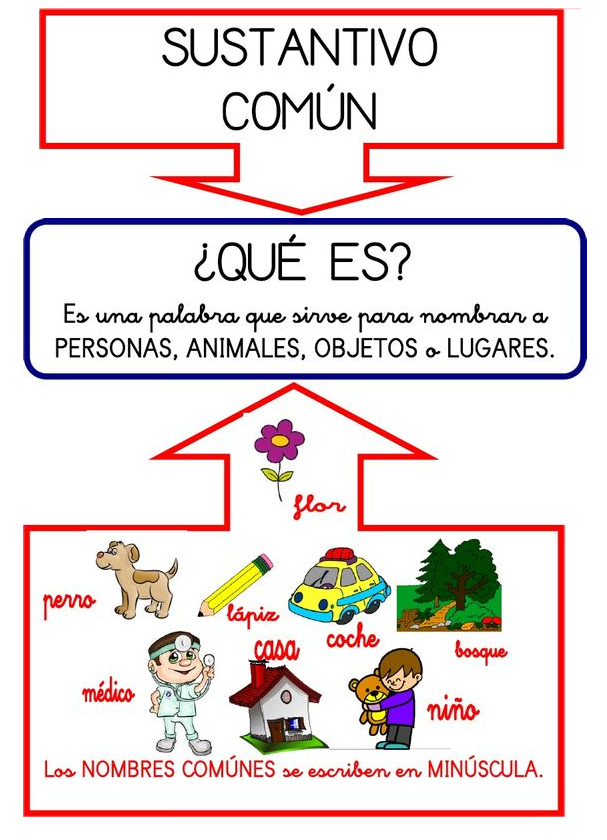 SUSTANTIVO
COMÚN
¿QUÉ ES?
Es una palabra que sirve para nombrar a
PERSONAS, ANIMALES, OBJETOS o LUGARES.
flor
perro
lápiz
coche
bosque
médico
casa
niño
Los NOMBRES COMÚNES se escriben en MINÚSCULA.